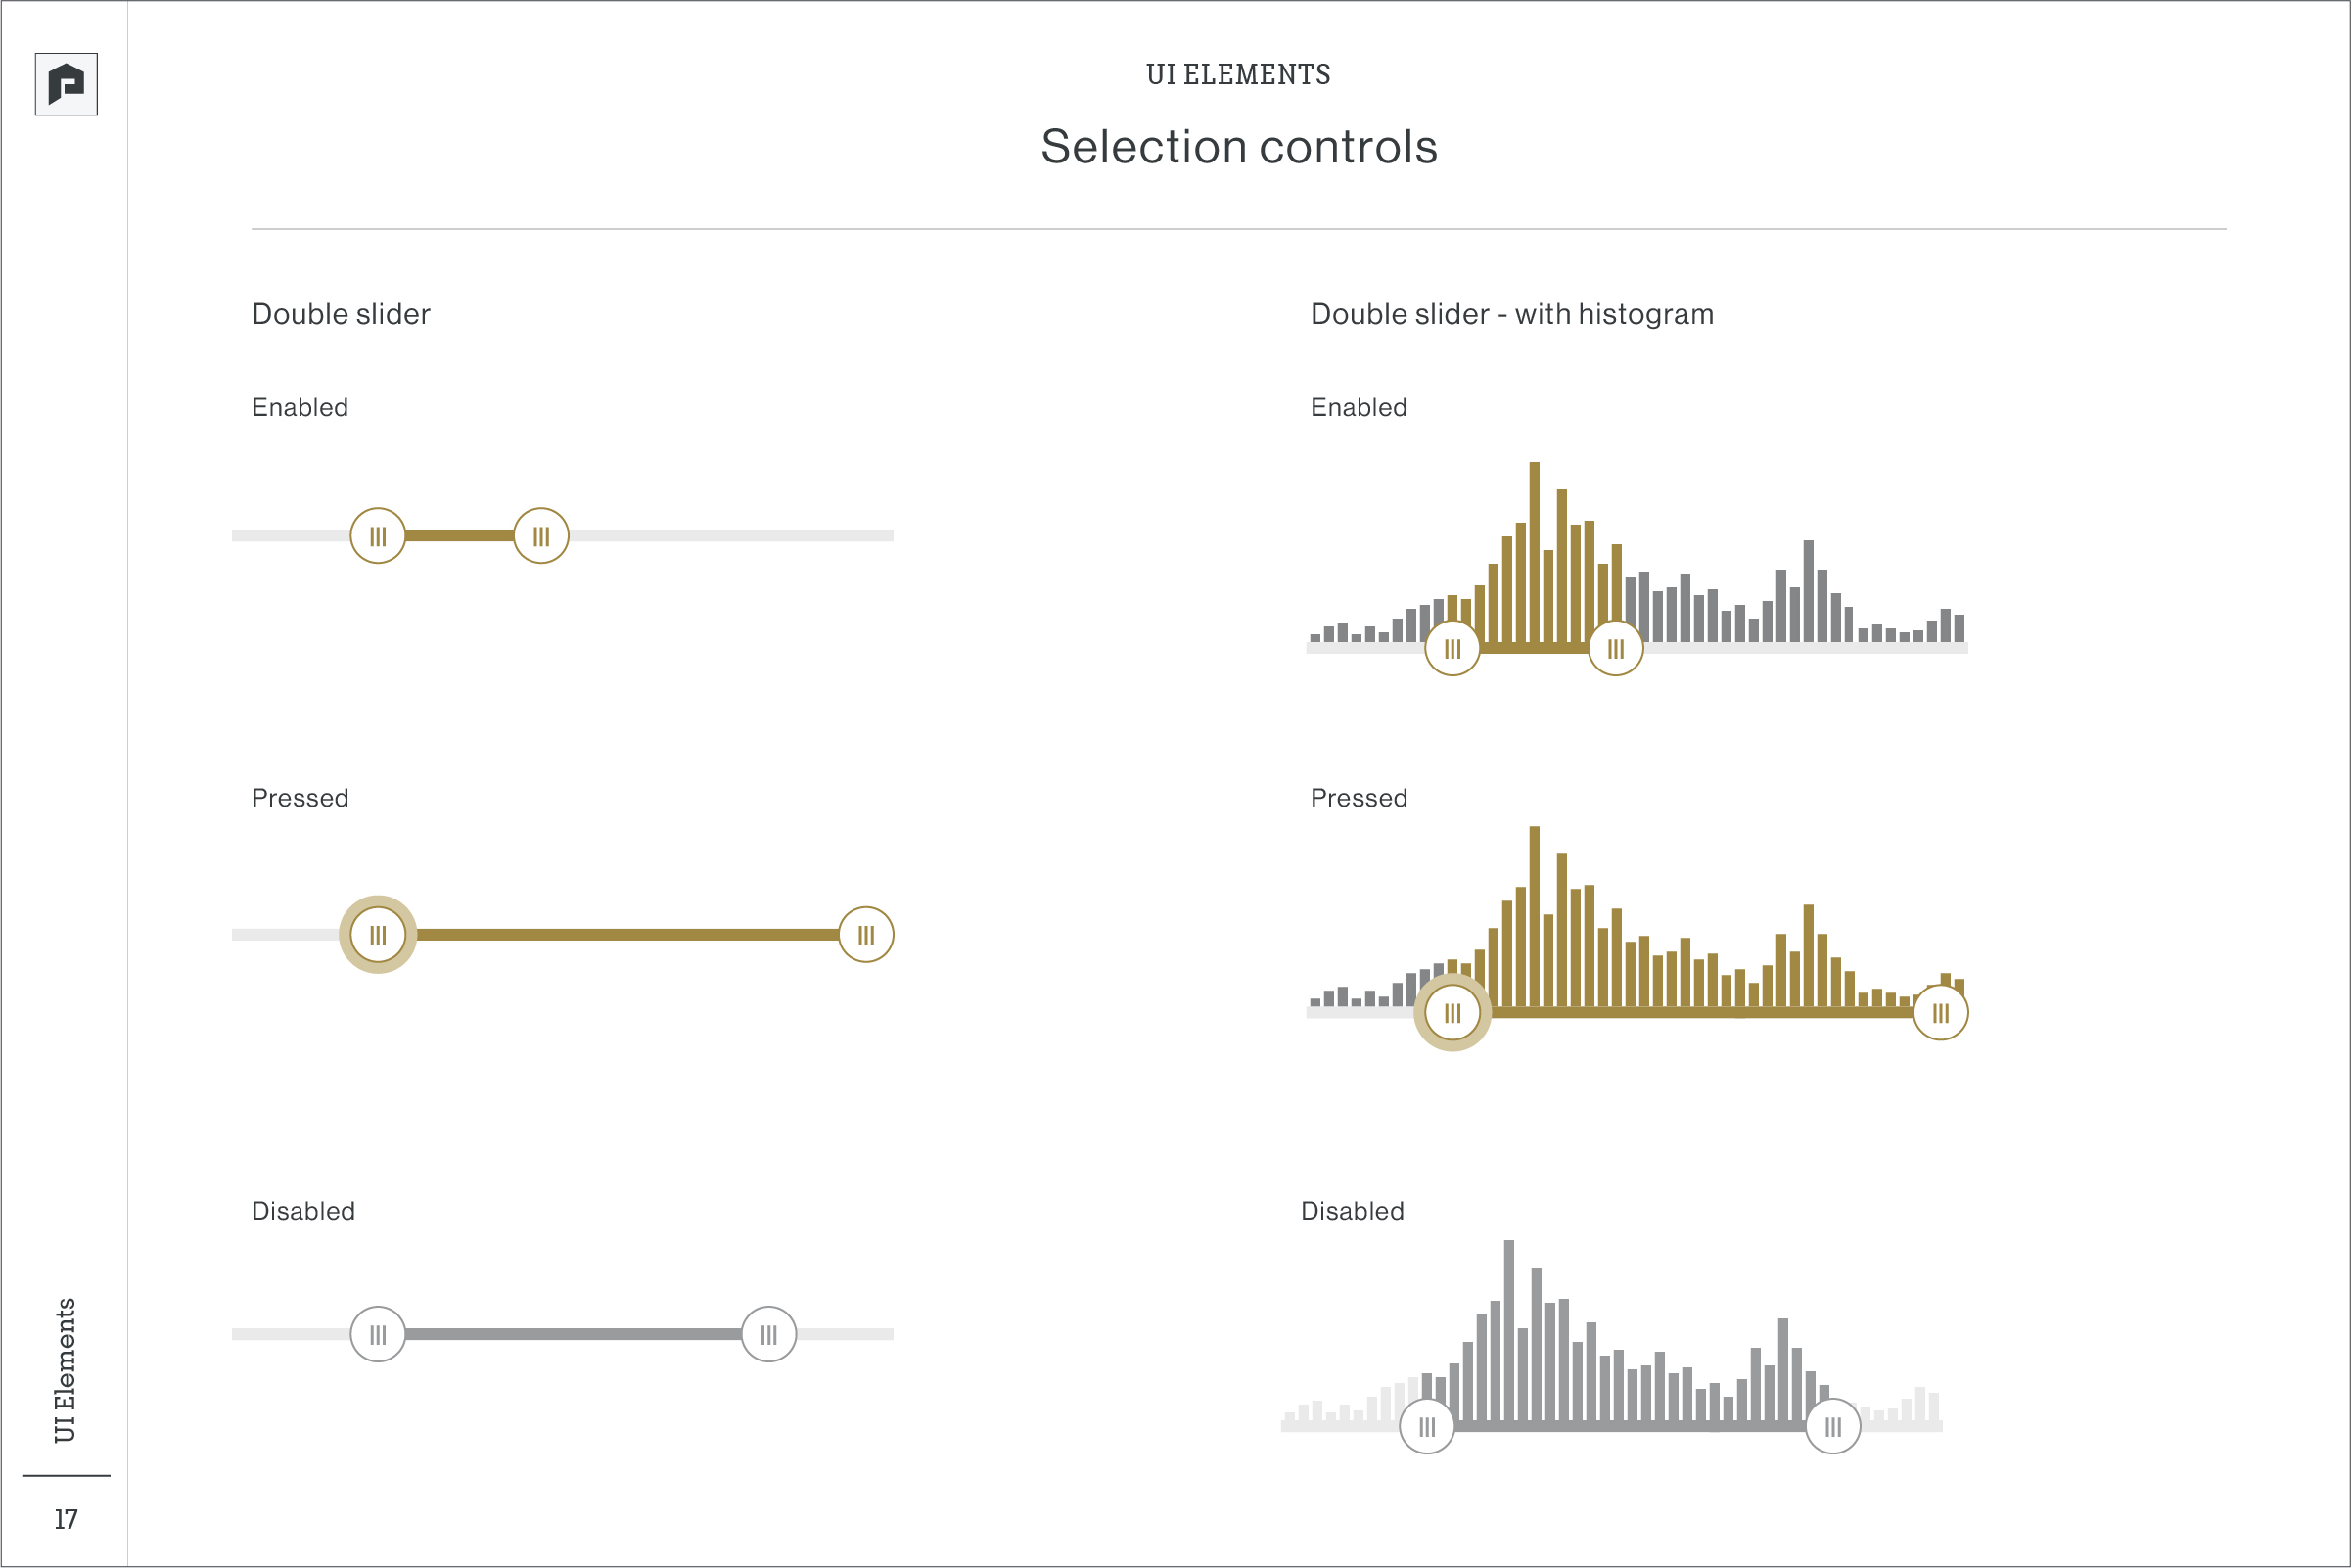 UI ELEMENTS
Selection controls
Double slider
Enabled
Pressed
Disabled
Double slider - with histogram
Enabled
Pressed
Disabled
UI Elements
17